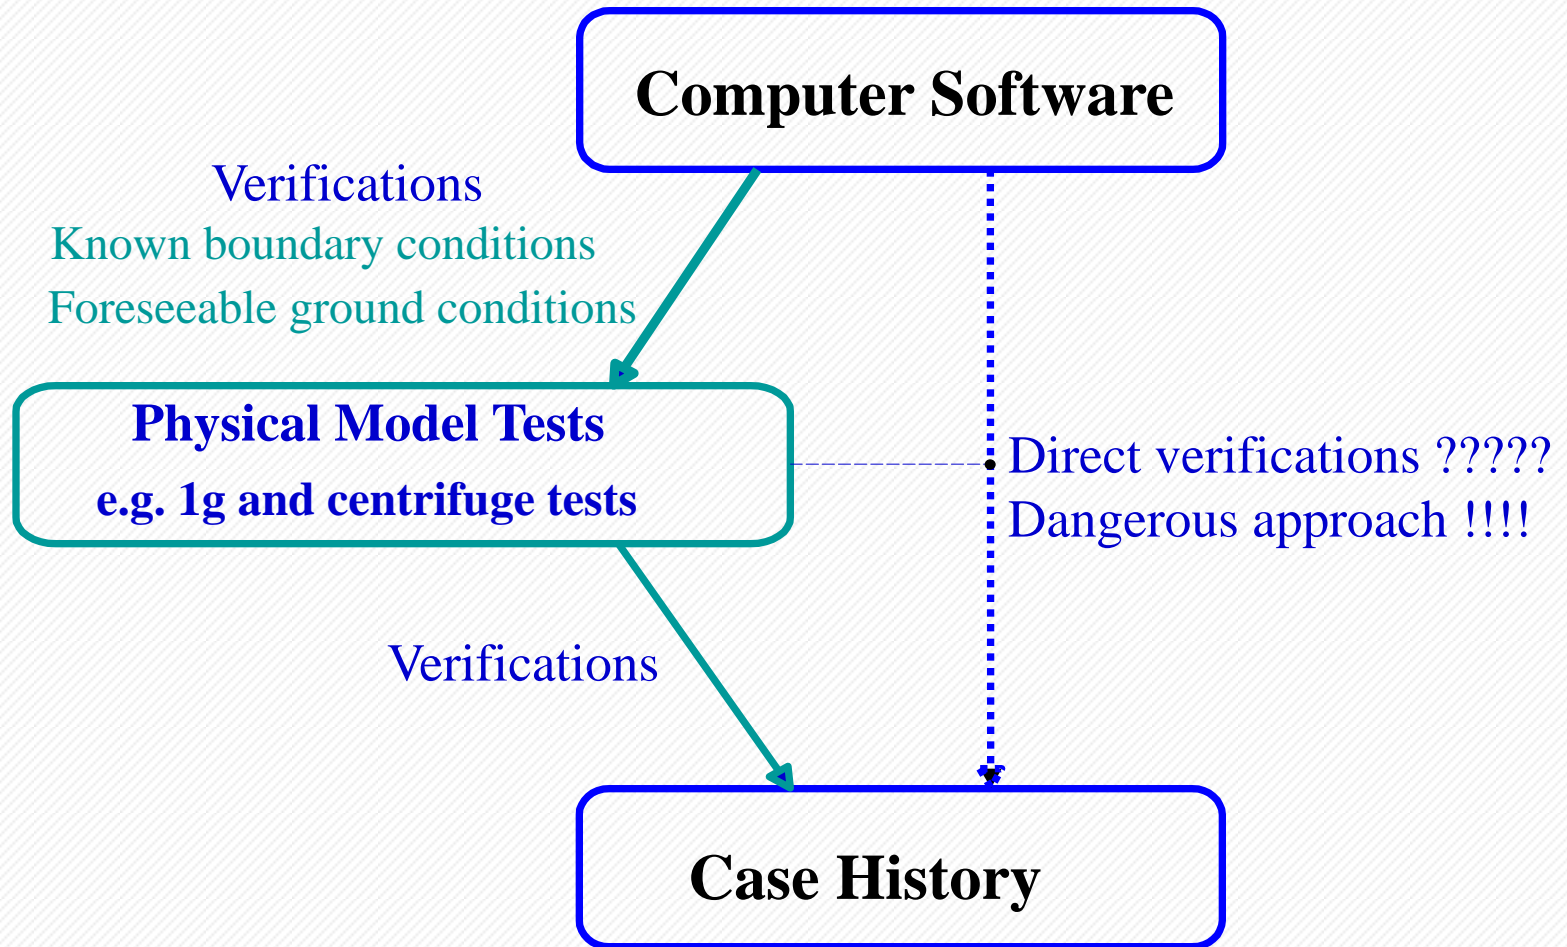 Computer Software
Verifications
Known boundary conditions
Foreseeable ground conditions
Physical Model Tests
e.g. 1g and centrifuge tests
Direct verifications ?????
Dangerous approach !!!!
Verifications
Case History